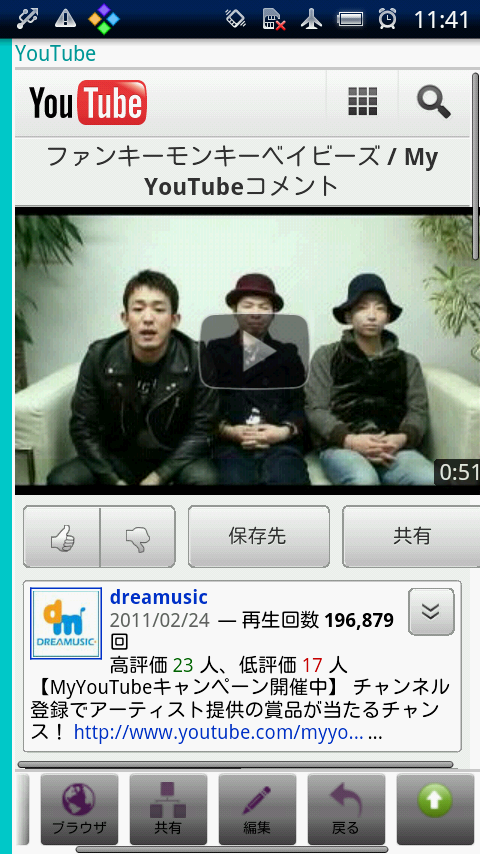 11:41
YouTube
YouTube
ファンキーモンキーベイビーズ / My
YouTubeコメント
0:51
保存先
共有
dreamusic
2011/02/24 — 再生回数 196,879
回
高評価 23 人、低評価 17 人
【MyYouTubeキャンペーン開催中】 チャンネル
登録でアーティスト提供の賞品が当たるチャン
ス！ http://www.youtube.com/myyo... ...
dm
DREAMUSIC
ブラウザ
共有
編集
戻る